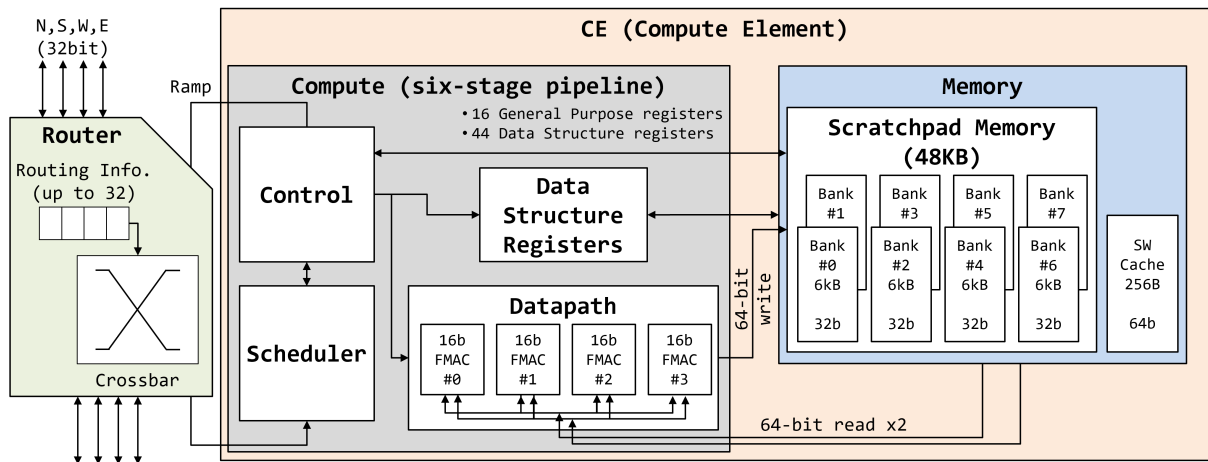 N,S,W,E
(32bit)
Router
Routing Info.
(up to 32)
Crossbar
Ramp
CE (Compute Element)
Compute (six-stage pipeline)
•16 General Purpose registers
•44 Data Structure registers
Control
Scheduler
Data
Structure
Registers
Datapath
16b
FMAC
#0
16b
FMAC
#1
16b
FMAC
#2
16b
FMAC
#3
64-bit
write
64-bit read x2
Memory
Scratchpad Memory
(48KB)
Bank
#1
Bank
#3
Bank
#5
Bank
#7
Bank
#0
6kB
32b
Bank
#2
6kB
32b
Bank
#4
6kB
32b
Bank
#6
6kB
32b
SW
Cache
256B
64b